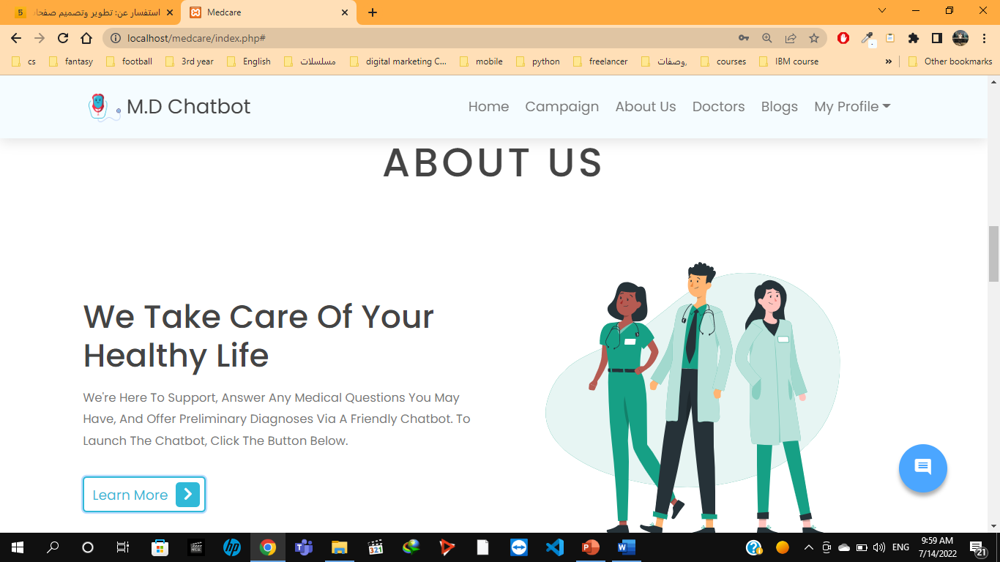 استفسار عن: تطوير وتصميم صفحات
Medcare
localhost/medcare/index.php#
cs
fantasy
football
3rd year
English
مسلسلات
digital marketing C...
mobile
python
freelancer
وصفات,
courses
IBM course
»
Other bookmarks
M.D Chatbot
Home
Campaign
About Us
Doctors
Blogs
My Profile
ABOUT US
We Take Care Of Your
Healthy Life
We're Here To Support, Answer Any Medical Questions You May
Have, And Offer Preliminary Diagnoses Via A Friendly Chatbot. To
Launch The Chatbot, Click The Button Below.
Learn More
321
ENG
9:59 AM
7/14/2022
21